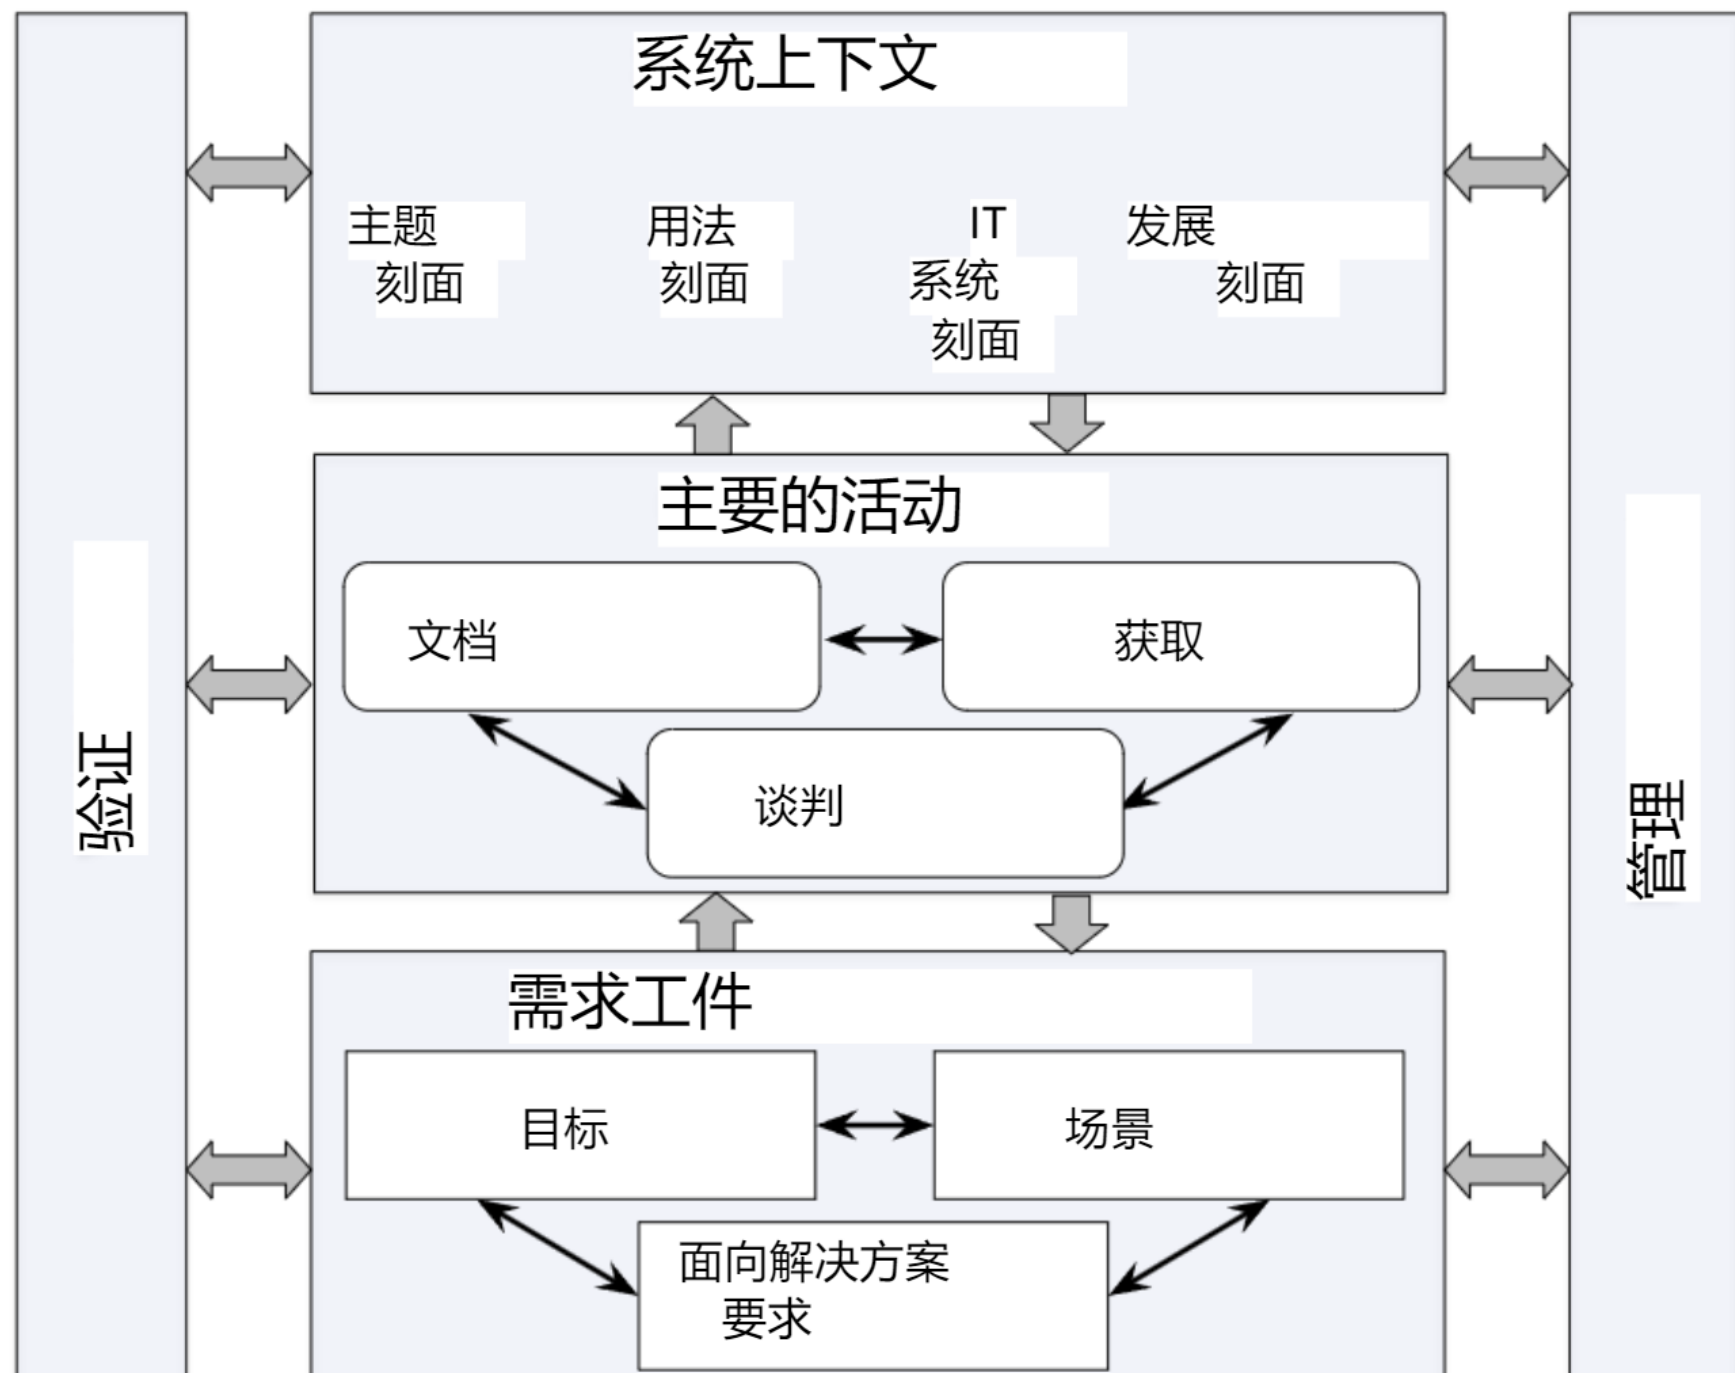 系统上下文
主题
刻面
用法
刻面
IT
系统
刻面
发展
刻面
主要的活动
文档
获取
谈判
验证
管理
需求工件
目标
场景
面向解决方案
要求